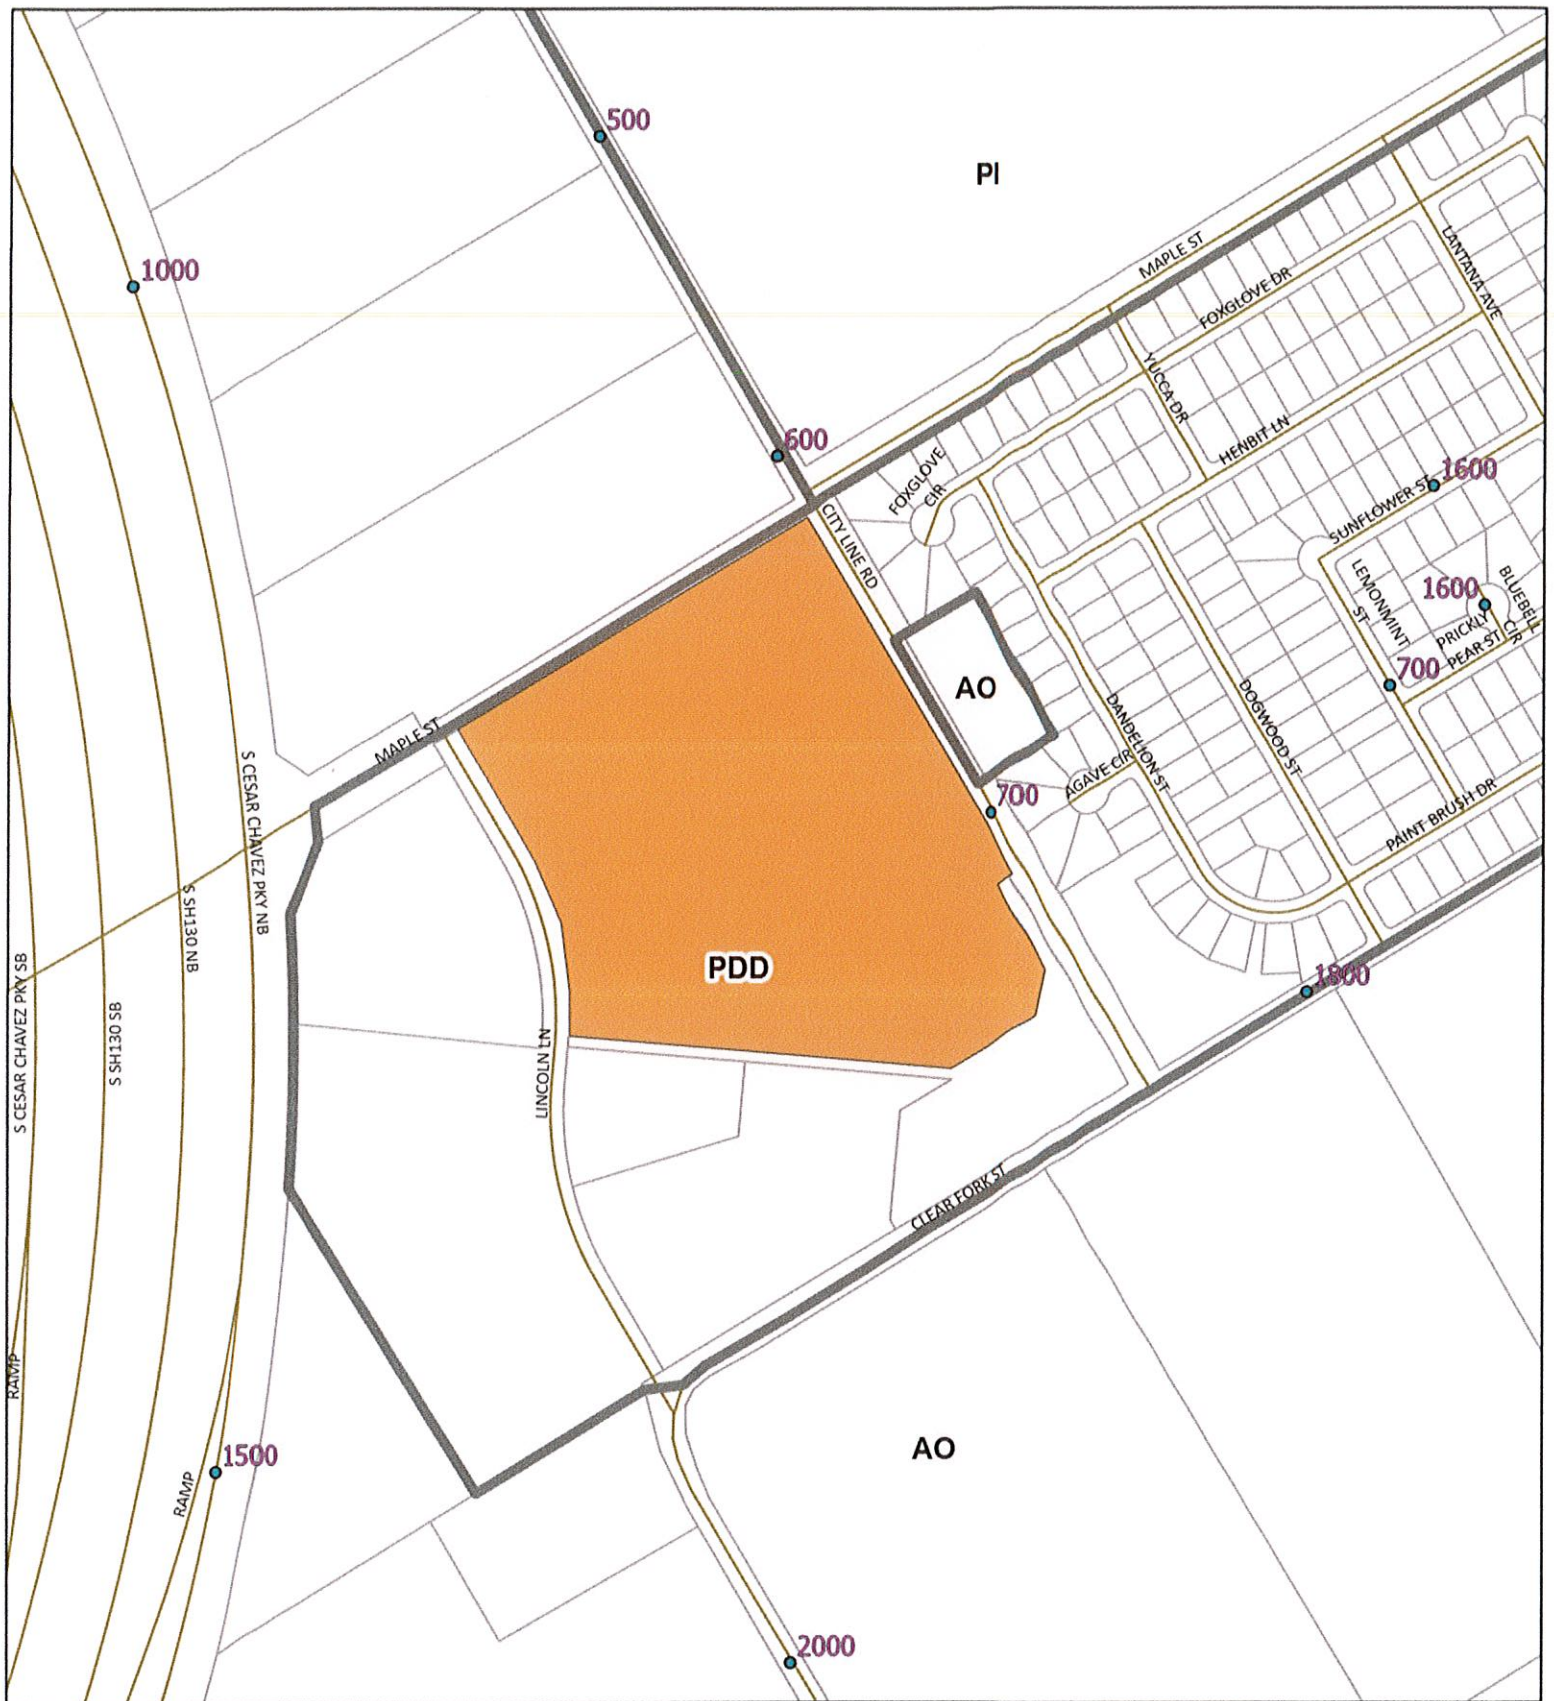 500
PI
1000
MAPLE ST
LANTANA AVE
FOXGLOVE DR
YUCCA DR
HENBIT LN
600
FOXGLOVE
CIR
1600
SUNFLOWER ST
CITY LINE RD
LEMONMINT
ST
1600
BLUEBELL
CIR
PRICKLY
PEAR ST
AO
700
DANDELION ST
DOGWOOD ST
MAPLE ST
AGAVE CIR
700
PAINT BRUSH DR
S CESAR CHAVEZ PKY NB
S SH130 NB
S CESAR CHAVEZ PKY SB
S SH130 SB
PDD
1800
LINCOLN LN
CLEAR FORK ST
RAMP
AO
1500
RAMP
2000